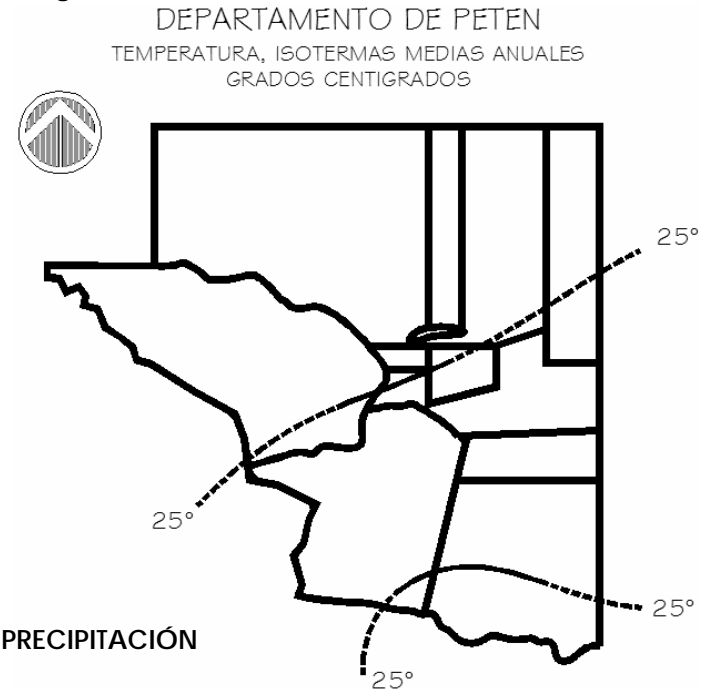 DEPARTAMENTO DE PETEN
TEMPERATURA, ISOTERMAS MEDIAS ANUALES
GRADOS CENTIGRADOS
25°
25°
25°
PRECIPITACIÓN
25°